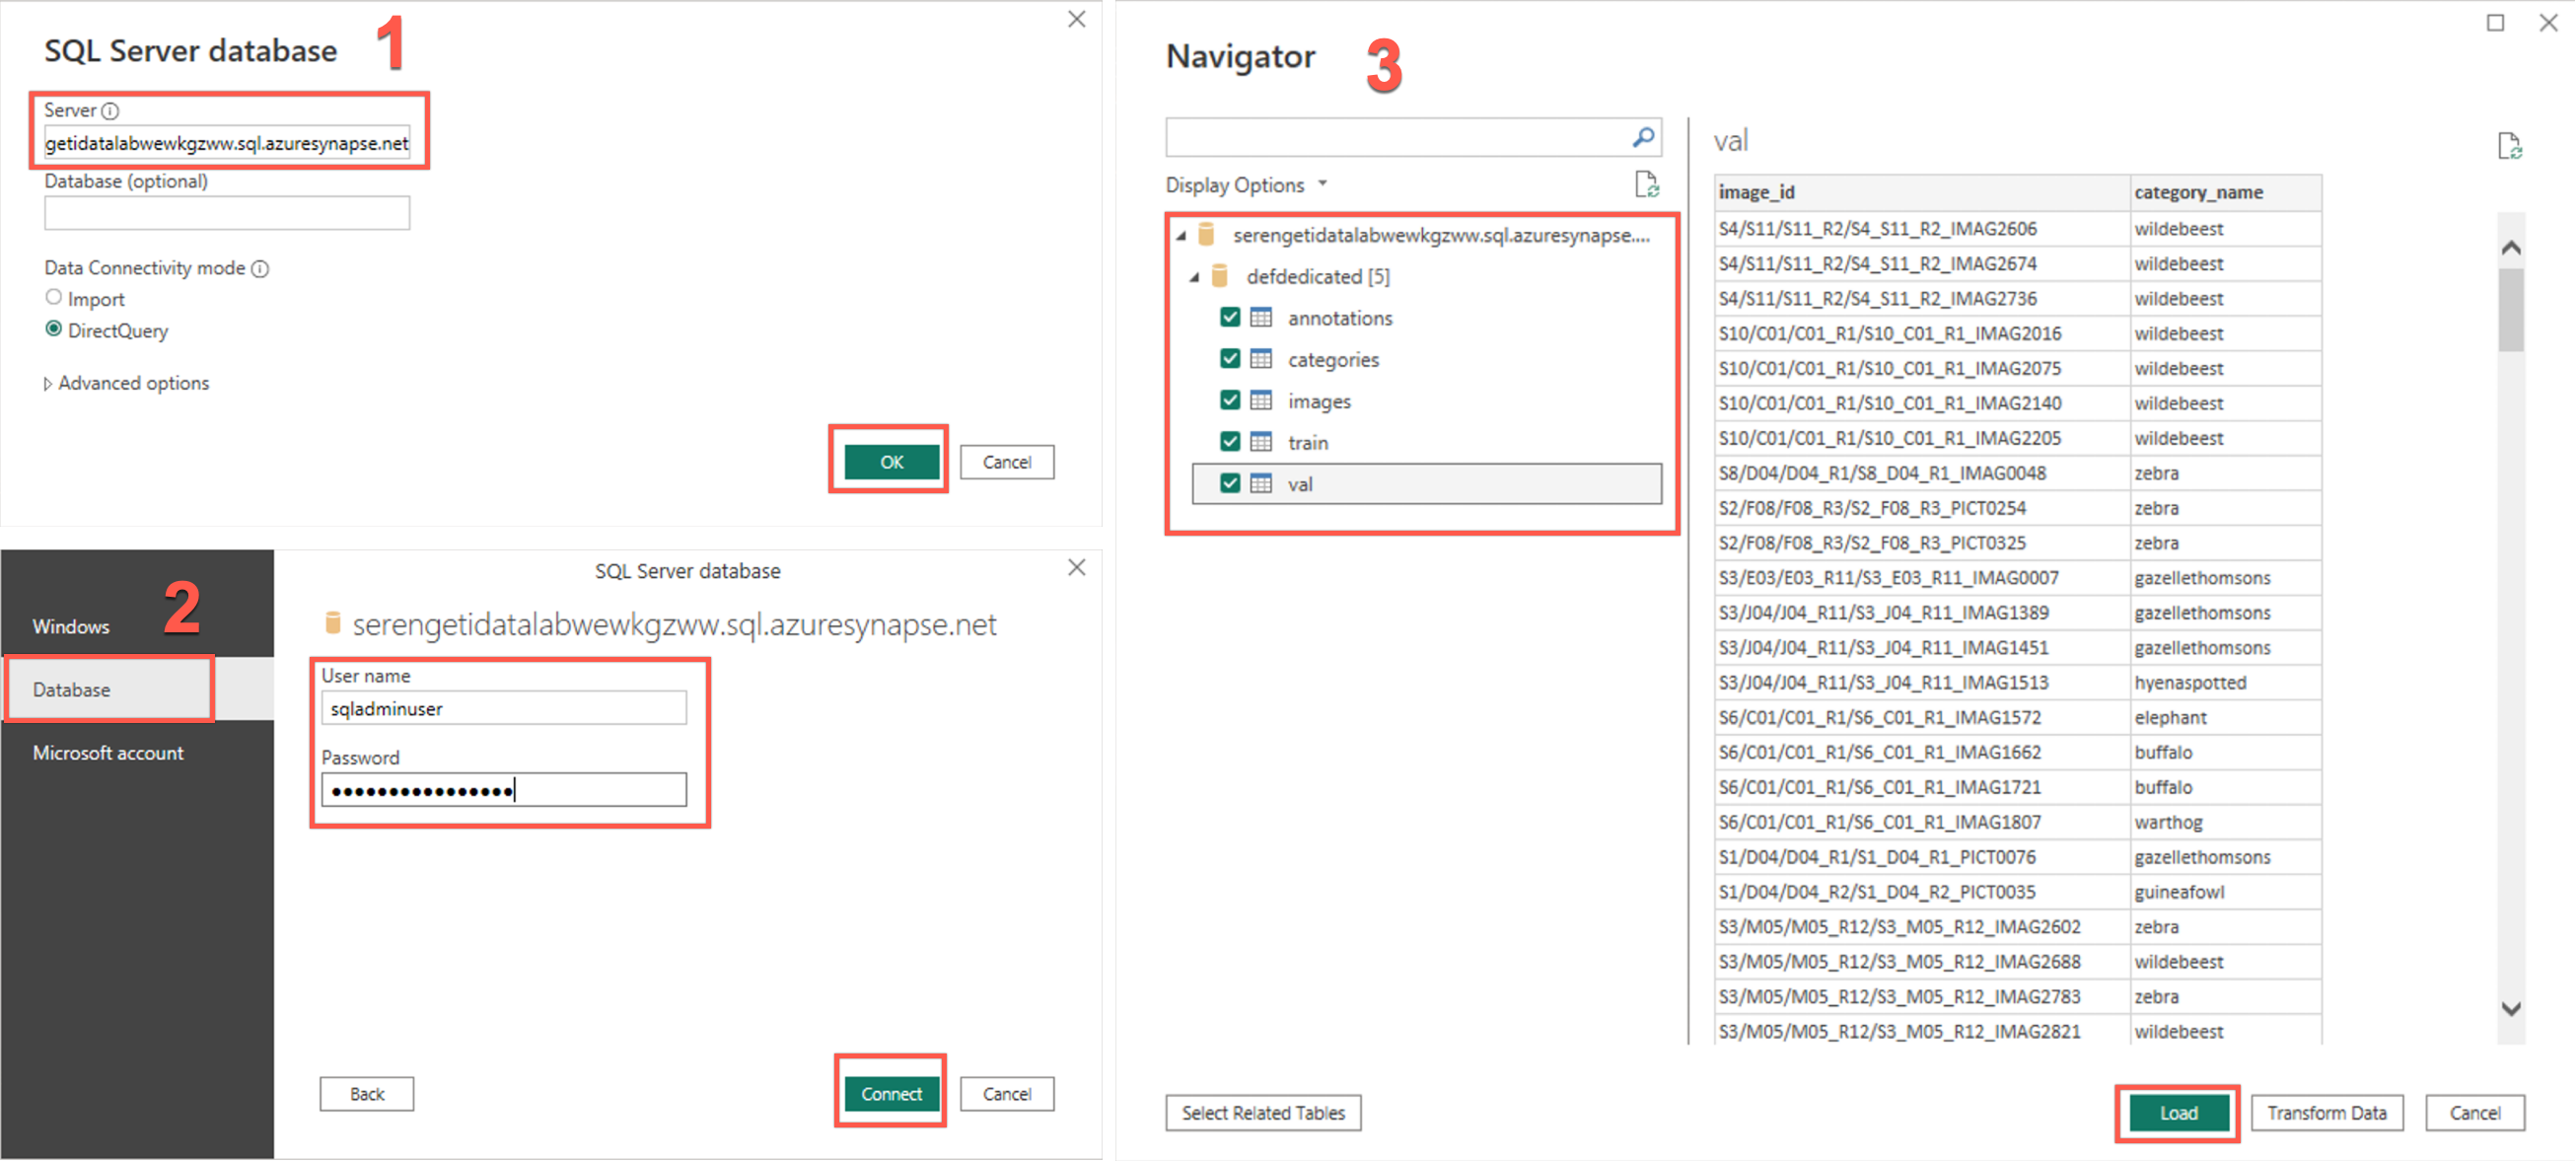 SQL Server database 1
Server
getidatalabwewkgzww.sql.azuresynapse.net
Database (optional)
Data Connectivity mode
Import
DirectQuery
Advanced options
OK Cancel
2
Windows
Database
Microsoft account
SQL Server database
serengetidatalabwewkgzww.sql.azuresynapse.net
User name
sqladminuser
Password
Back Connect Cancel
Navigator 3
Display Options
serengetidatalabwewkgzww.sql.azuresynapse....
defdedicated [5]
annotations
categories
images
train
val
val
image_id category_name
S4/S11/S11_R2/S4_S11_R2_IMAG2606 wildebeest
S4/S11/S11_R2/S4_S11_R2_IMAG2674 wildebeest
S4/S11/S11_R2/S4_S11_R2_IMAG2736 wildebeest
S10/C01/C01_R1/S10_C01_R1_IMAG2016 wildebeest
S10/C01/C01_R1/S10_C01_R1_IMAG2075 wildebeest
S10/C01/C01_R1/S10_C01_R1_IMAG2140 wildebeest
S10/C01/C01_R1/S10_C01_R1_IMAG2205 wildebeest
S8/D04/D04_R1/S8_D04_R1_IMAG0048 zebra
S2/F08/F08_R3/S2_F08_R3_PICT0254 zebra
S2/F08/F08_R3/S2_F08_R3_PICT0325 zebra
S3/E03/E03_R11/S3_E03_R11_IMAG0007 gazellethomsons
S3/J04/J04_R11/S3_J04_R11_IMAG1389 gazellethomsons
S3/J04/J04_R11/S3_J04_R11_IMAG1451 gazellethomsons
S3/J04/J04_R11/S3_J04_R11_IMAG1513 hyenaspotted
S6/C01/C01_R1/S6_C01_R1_IMAG1572 elephant
S6/C01/C01_R1/S6_C01_R1_IMAG1662 buffalo
S6/C01/C01_R1/S6_C01_R1_IMAG1721 buffalo
S6/C01/C01_R1/S6_C01_R1_IMAG1807 warthog
S1/D04/D04_R1/S1_D04_R1_PICT0076 gazellethomsons
S1/D04/D04_R2/S1_D04_R2_PICT0035 guineafowl
S3/M05/M05_R12/S3_M05_R12_IMAG2602 zebra
S3/M05/M05_R12/S3_M05_R12_IMAG2688 wildebeest
S3/M05/M05_R12/S3_M05_R12_IMAG2783 zebra
S3/M05/M05_R12/S3_M05_R12_IMAG2821 wildebeest
Select Related Tables Load Transform Data Cancel